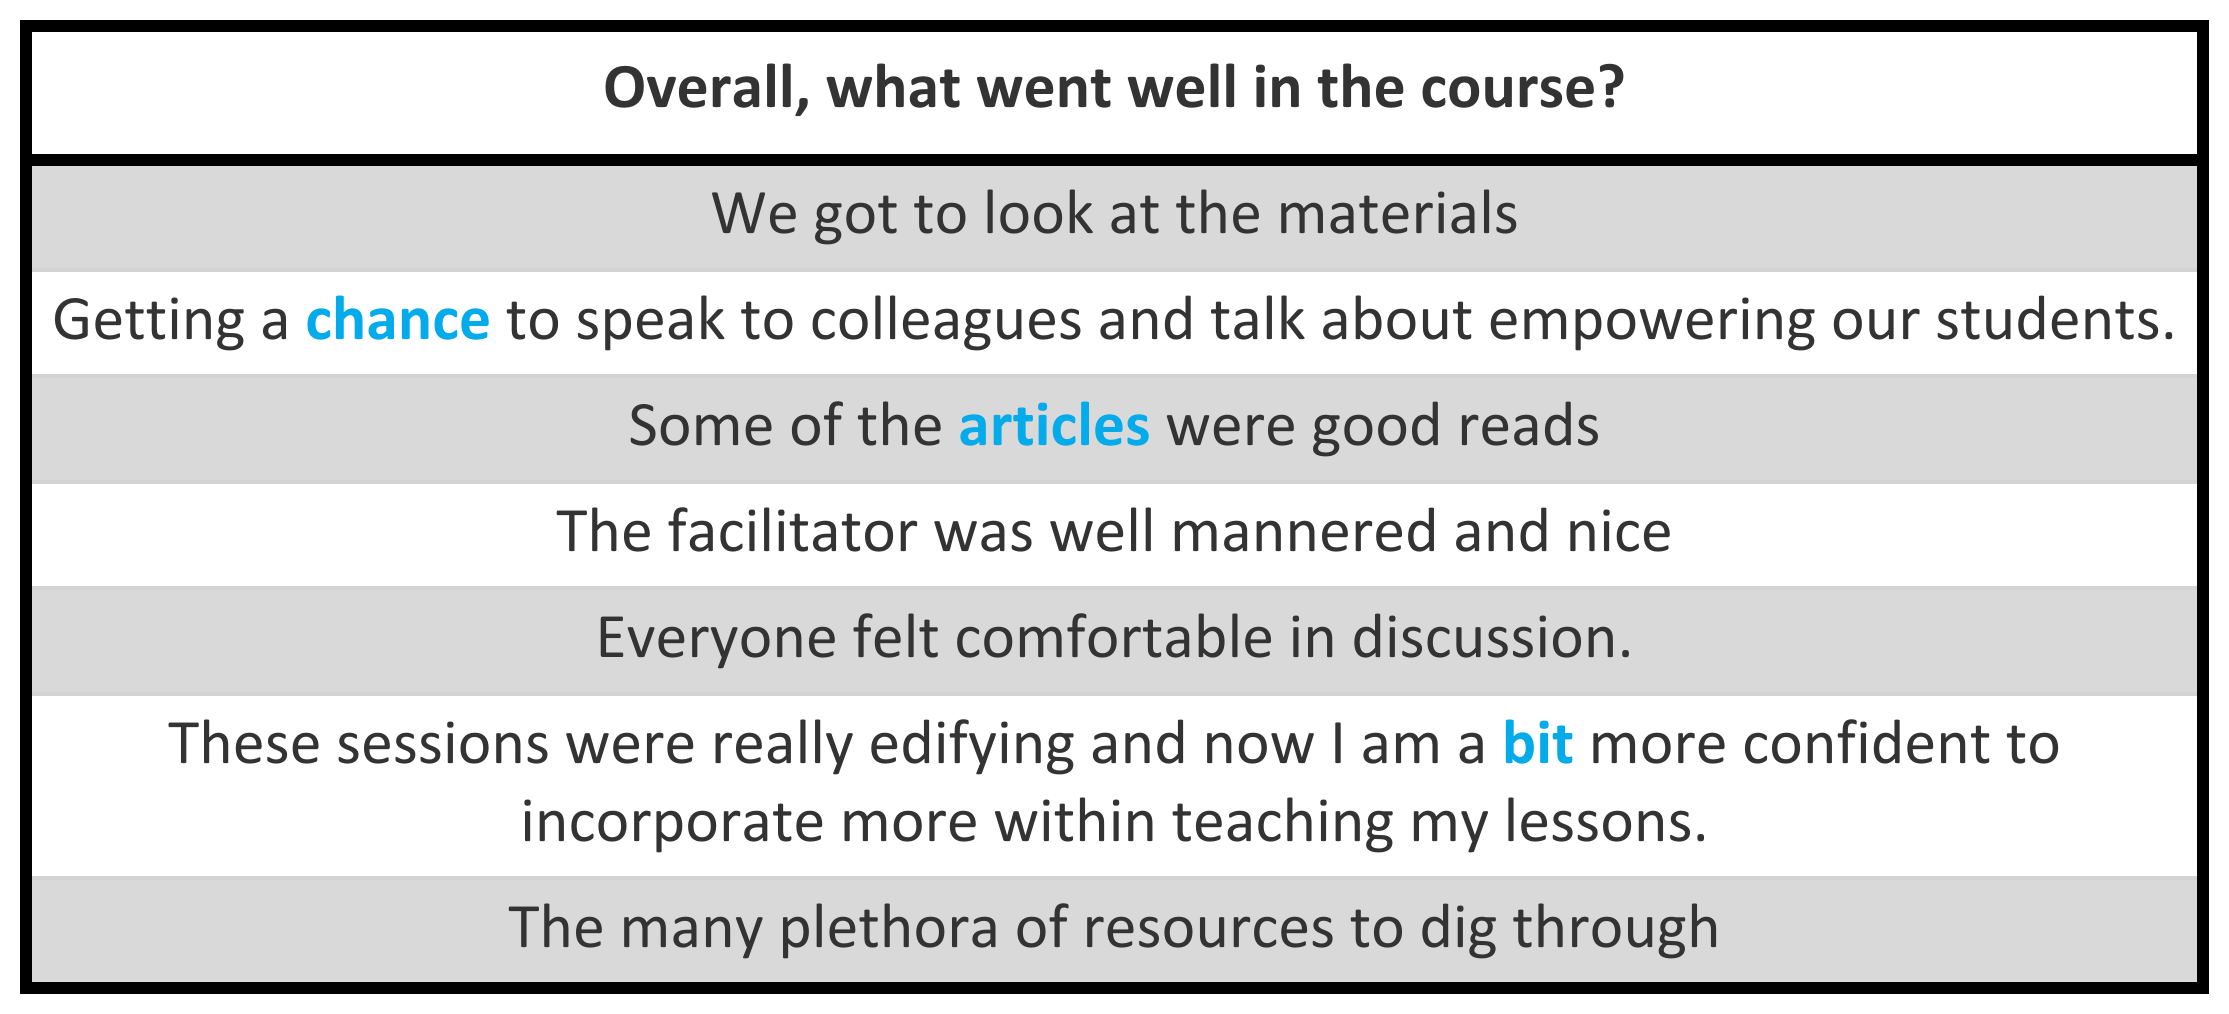 Overall, what went well in the course?
We got to look at the materials
Getting a chance to speak to colleagues and talk about empowering our students.
Some of the articles were good reads
The facilitator was well mannered and nice
Everyone felt comfortable in discussion.
These sessions were really edifying and now I am a bit more confident to
incorporate more within teaching my lessons.
The many plethora of resources to dig through